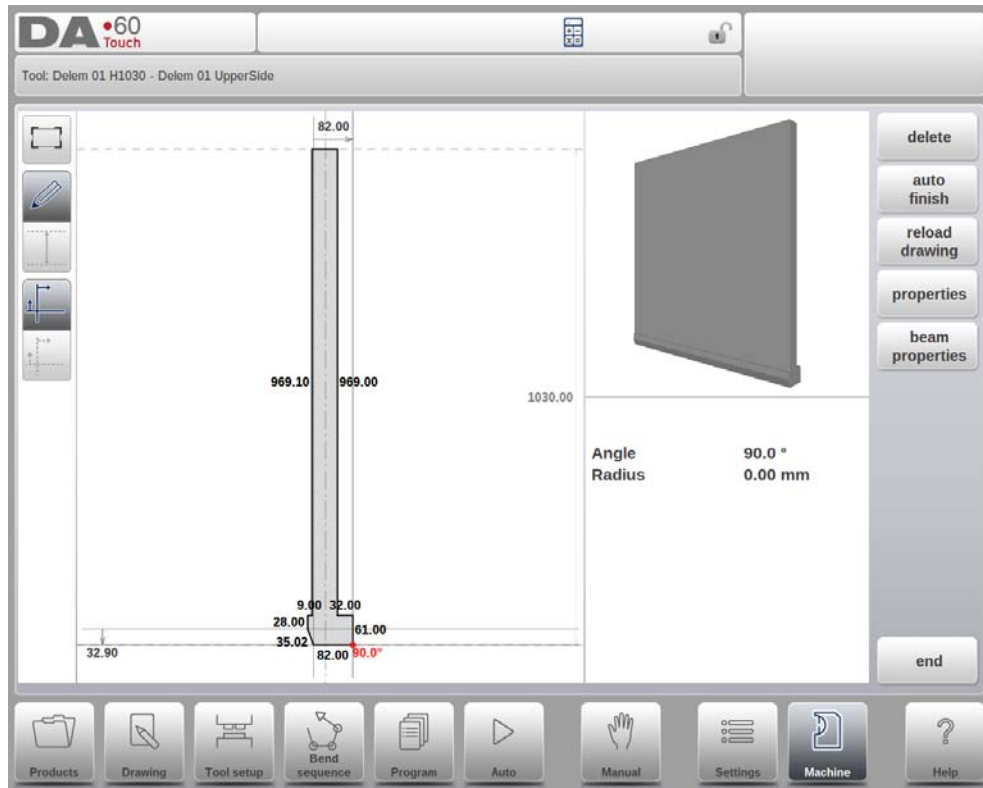 DA•60
Touch
Tool: Delem 01 H1030 - Delem 01 UpperSide
82.00
delete
auto
finish
reload
drawing
properties
beam
properties
969.10
969.00
1030.00
Angle 90.0 °
Radius 0.00 mm
9.00 32.00
28.00
61.00
35.02
32.90
82.00 90.0°
end
Products
Drawing
Tool setup
Bend
sequence
Program
Auto
Manual
Settings
Machine
?
Help